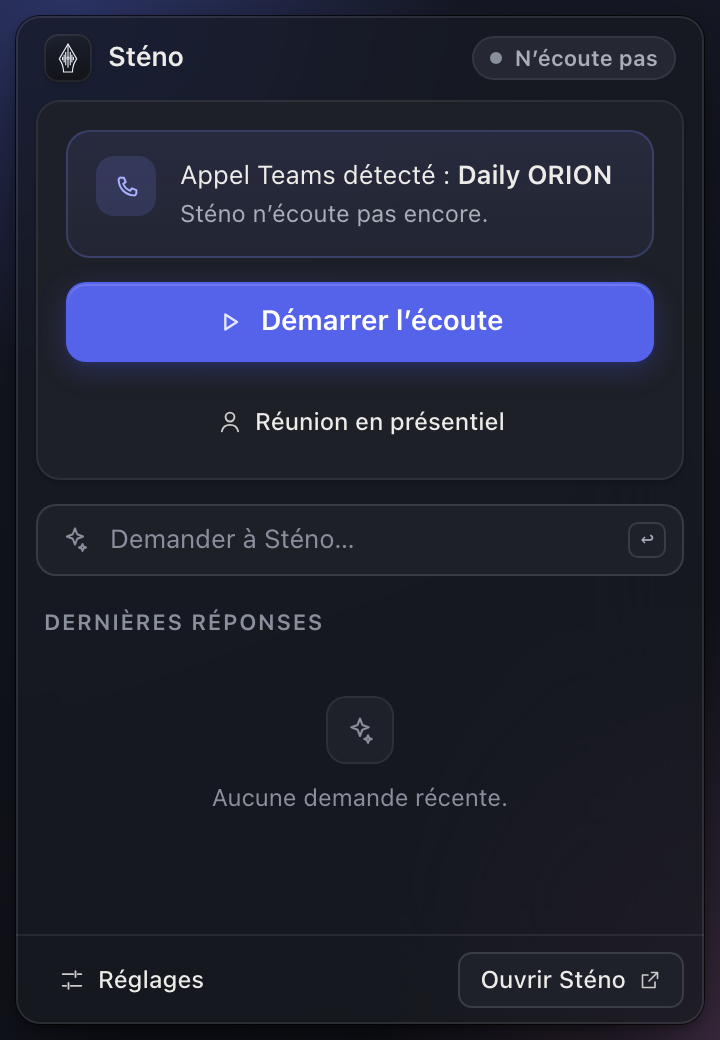 Sténo
N’écoute pas
Appel Teams détecté : Daily ORION
Sténo n’écoute pas encore.
Démarrer l’écoute
Réunion en présentiel
Demander à Sténo…
DERNIÈRES RÉPONSES
Aucune demande récente.
Réglages
Ouvrir Sténo